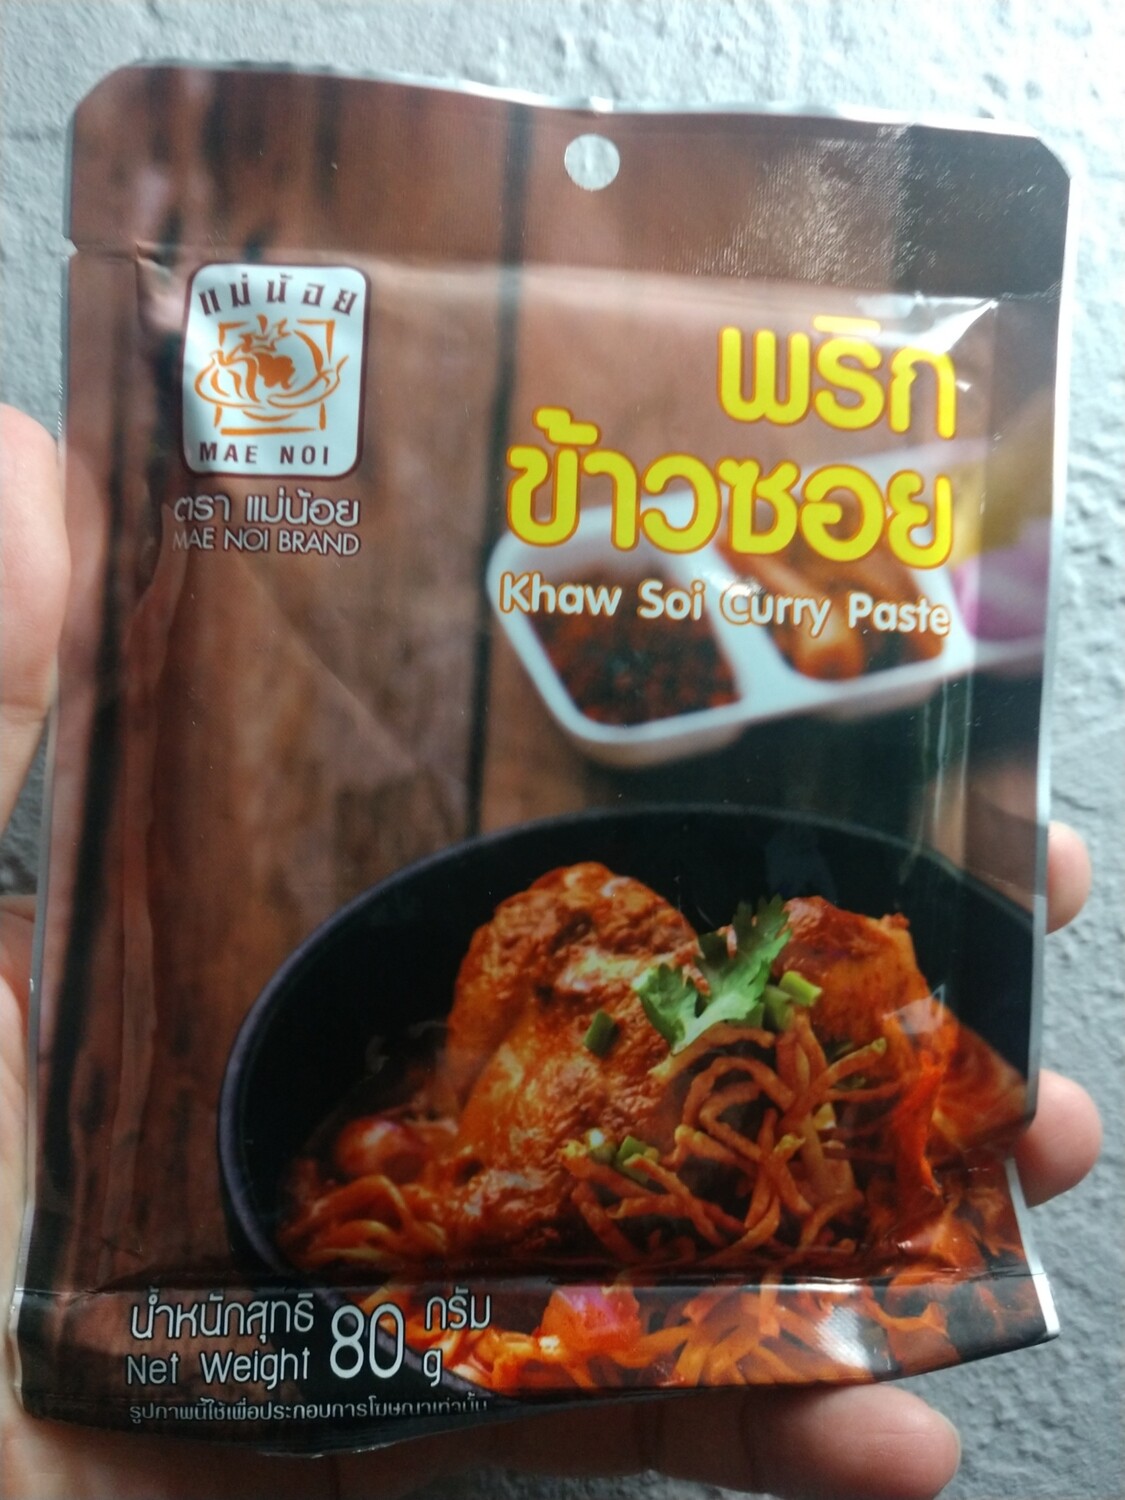 แม่น้อย
MAE NOI
ตรา แม่น้อย
MAE NOI BRAND
พริก
ข้าวซอย
Khaw Soi Curry Paste
น้ำหนักสุทธิ 80 กรัม
Net Weight g
รูปภาพนี้ใช้เพื่อประกอบการโฆษณาเท่านั้น